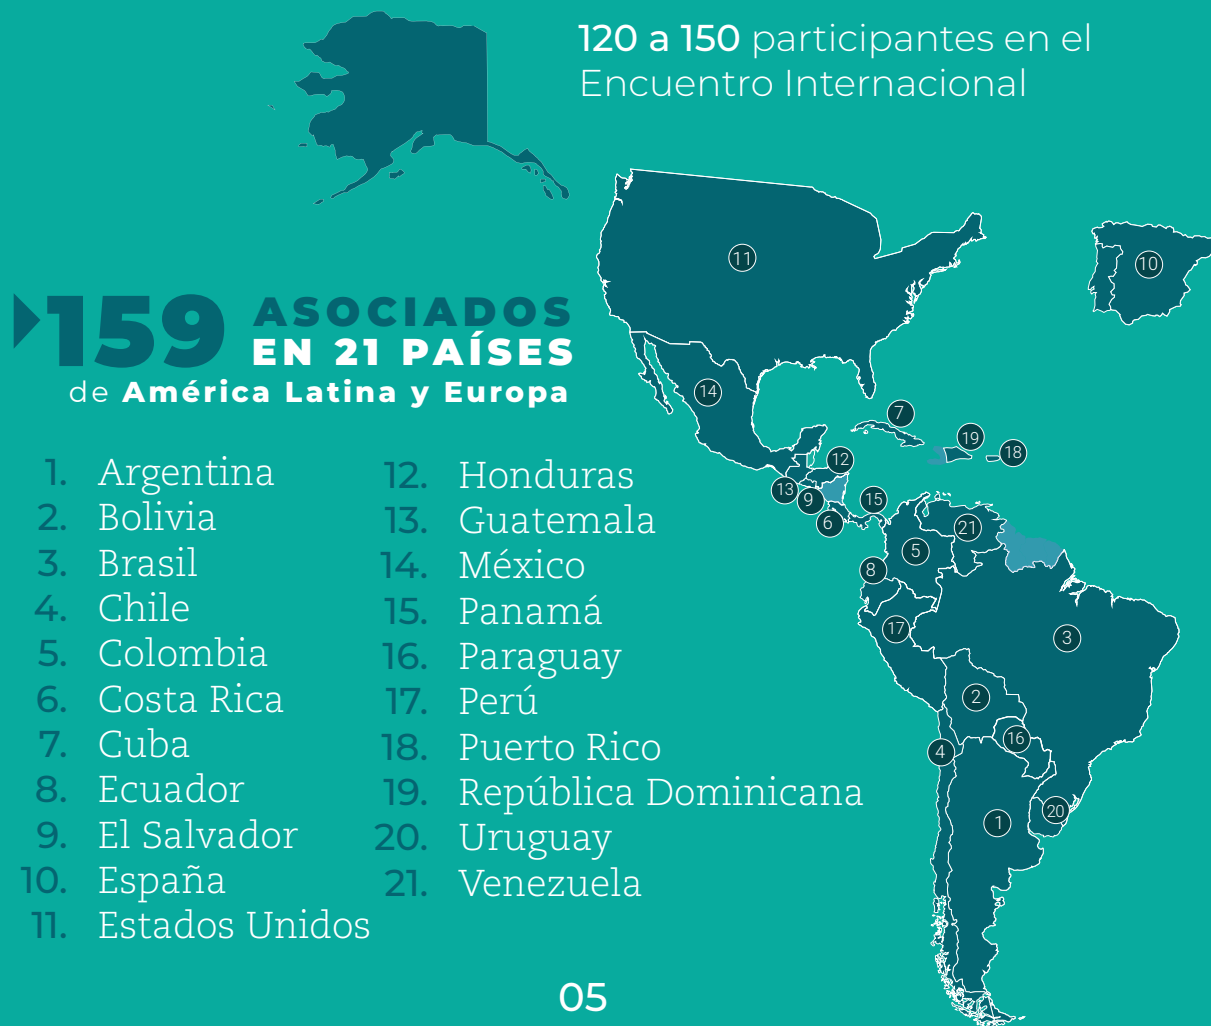 120 a 150 participantes en el
Encuentro Internacional
159 ASOCIADOS
EN 21 PAÍSES
de América Latina y Europa
1. Argentina
2. Bolivia
3. Brasil
4. Chile
5. Colombia
6. Costa Rica
7. Cuba
8. Ecuador
9. El Salvador
10. España
11. Estados Unidos
12. Honduras
13. Guatemala
14. México
15. Panamá
16. Paraguay
17. Perú
18. Puerto Rico
19. República Dominicana
20. Uruguay
21. Venezuela
11
10
14
7
19
18
12
13
9
15
6
21
5
8
17
3
2
16
4
20
1
05